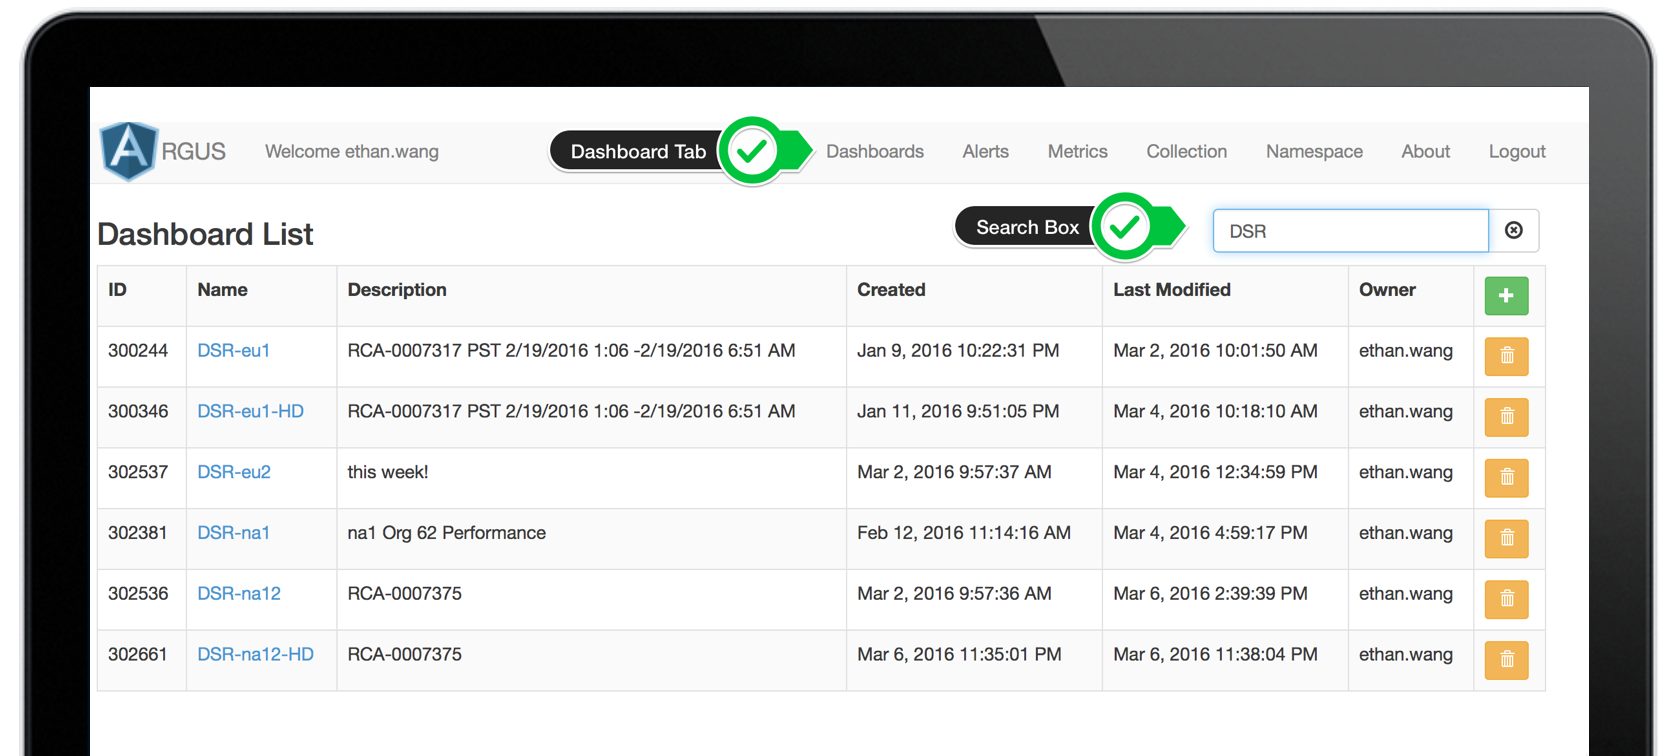 A RGUS Welcome ethan.wang Dashboard Tab Dashboards Alerts Metrics Collection Namespace About Logout
Dashboard List Search Box DSR
ID Name Description Created Last Modified Owner
300244 DSR-eu1 RCA-0007317 PST 2/19/2016 1:06 -2/19/2016 6:51 AM Jan 9, 2016 10:22:31 PM Mar 2, 2016 10:01:50 AM ethan.wang
300346 DSR-eu1-HD RCA-0007317 PST 2/19/2016 1:06 -2/19/2016 6:51 AM Jan 11, 2016 9:51:05 PM Mar 4, 2016 10:18:10 AM ethan.wang
302537 DSR-eu2 this week! Mar 2, 2016 9:57:37 AM Mar 4, 2016 12:34:59 PM ethan.wang
302381 DSR-na1 na1 Org 62 Performance Feb 12, 2016 11:14:16 AM Mar 4, 2016 4:59:17 PM ethan.wang
302536 DSR-na12 RCA-0007375 Mar 2, 2016 9:57:36 AM Mar 6, 2016 2:39:39 PM ethan.wang
302661 DSR-na12-HD RCA-0007375 Mar 6, 2016 11:35:01 PM Mar 6, 2016 11:38:04 PM ethan.wang